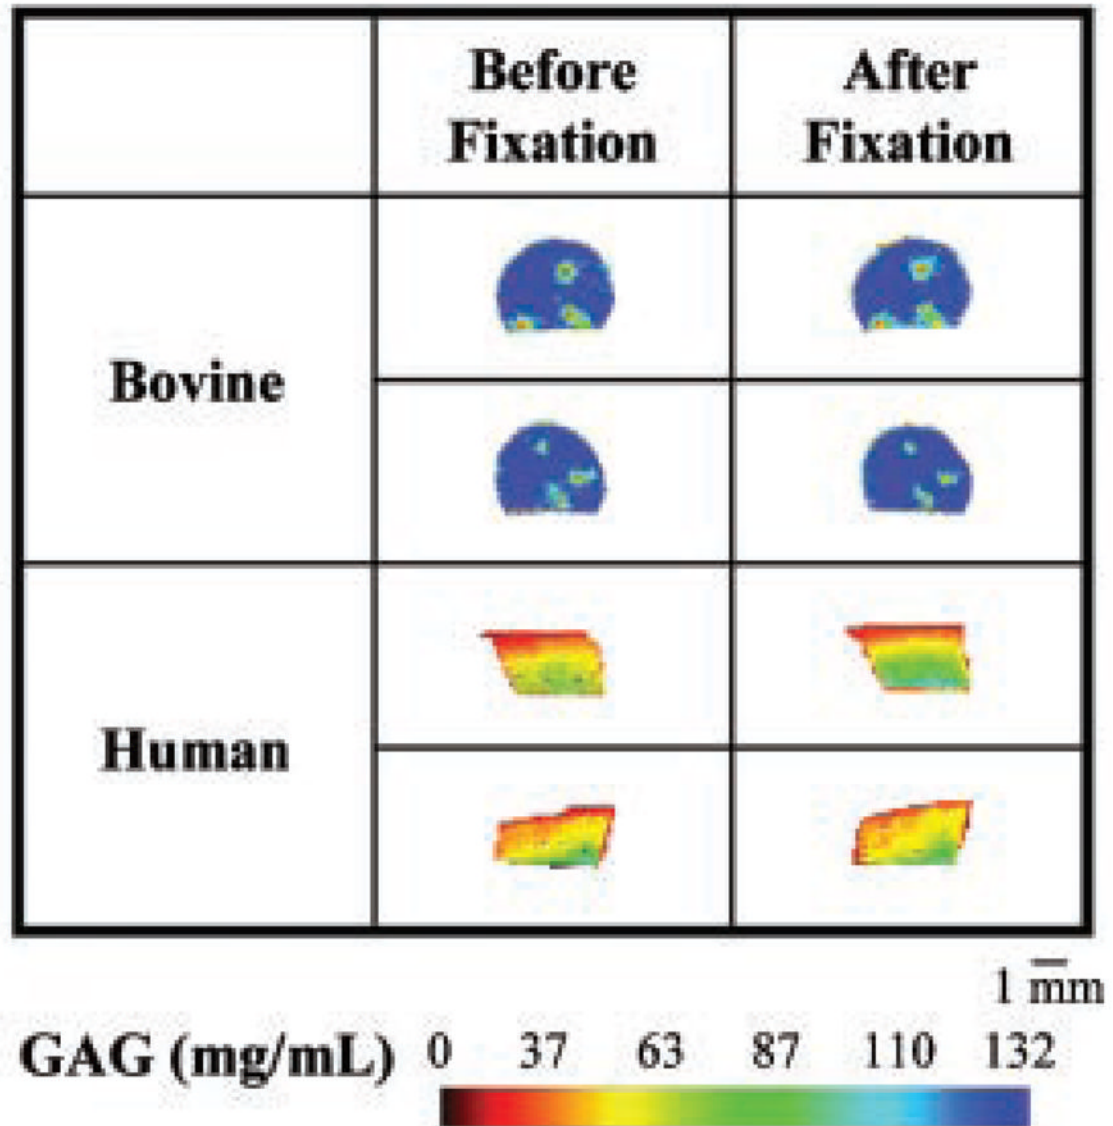 Before
Fixation
After
Fixation
Bovine
Human
1 mm
GAG (mg/mL) 0 37 63 87 110 132